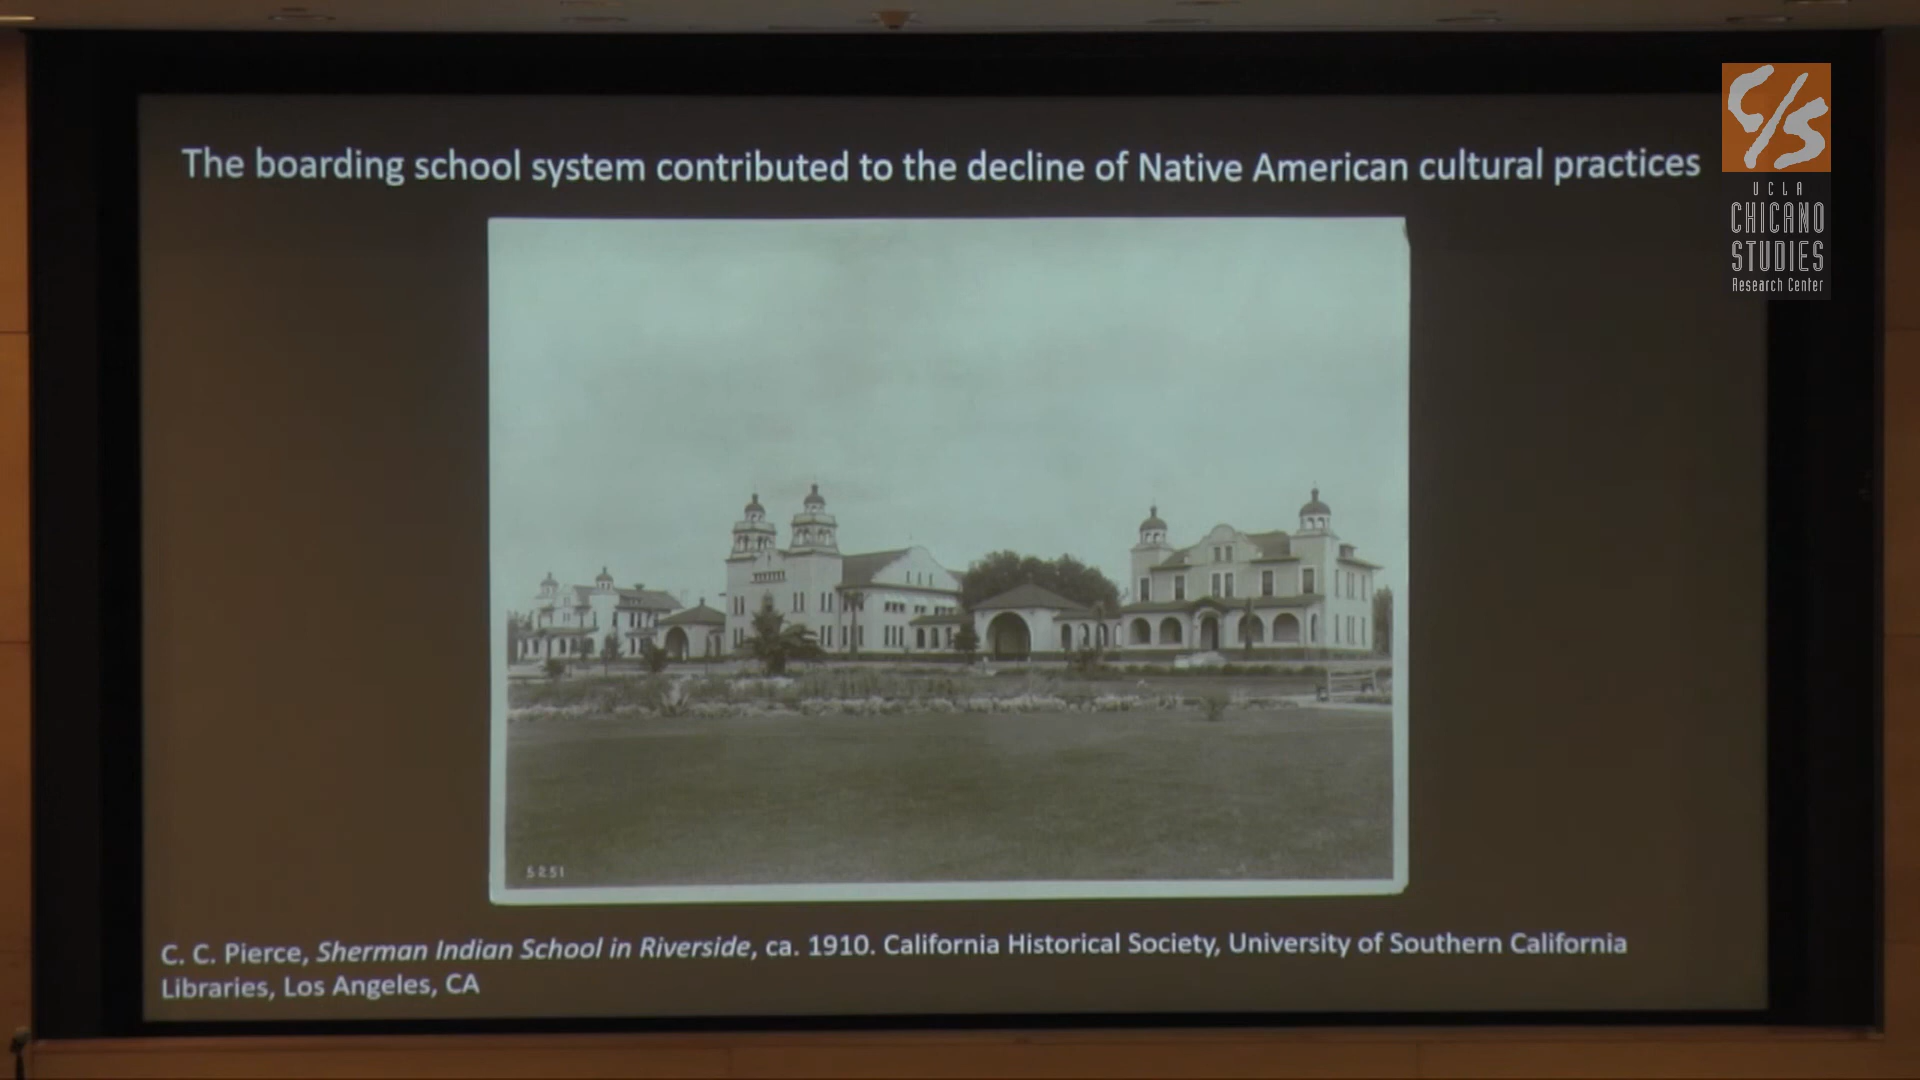 The boarding school system contributed to the decline of Native American cultural practices
C/S
UCLA
CHICANO
STUDIES
Research Center
5251
C. C. Pierce, Sherman Indian School in Riverside, ca. 1910. California Historical Society, University of Southern California
Libraries, Los Angeles, CA